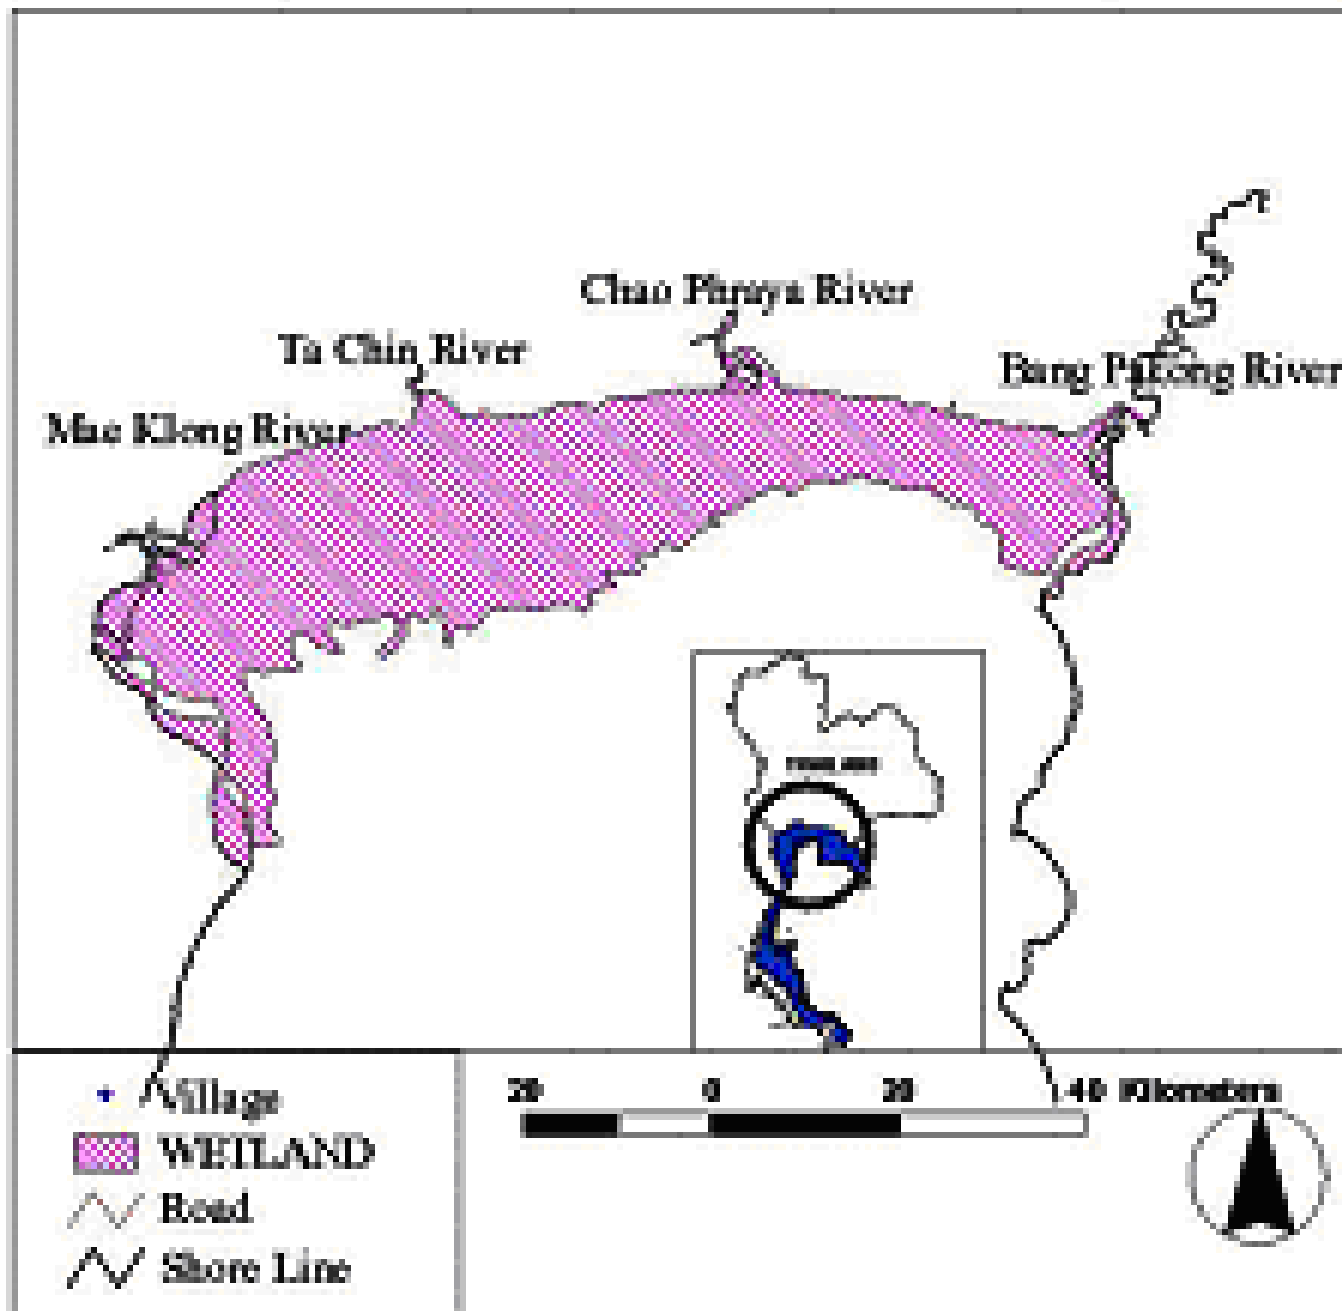 Chao Phraya River
Ta Chin River
Bang Pakong River
Mae Klong River
THAILAND
Village
WETLAND
Road
Shore Line
20 0 20 40 Kilometers